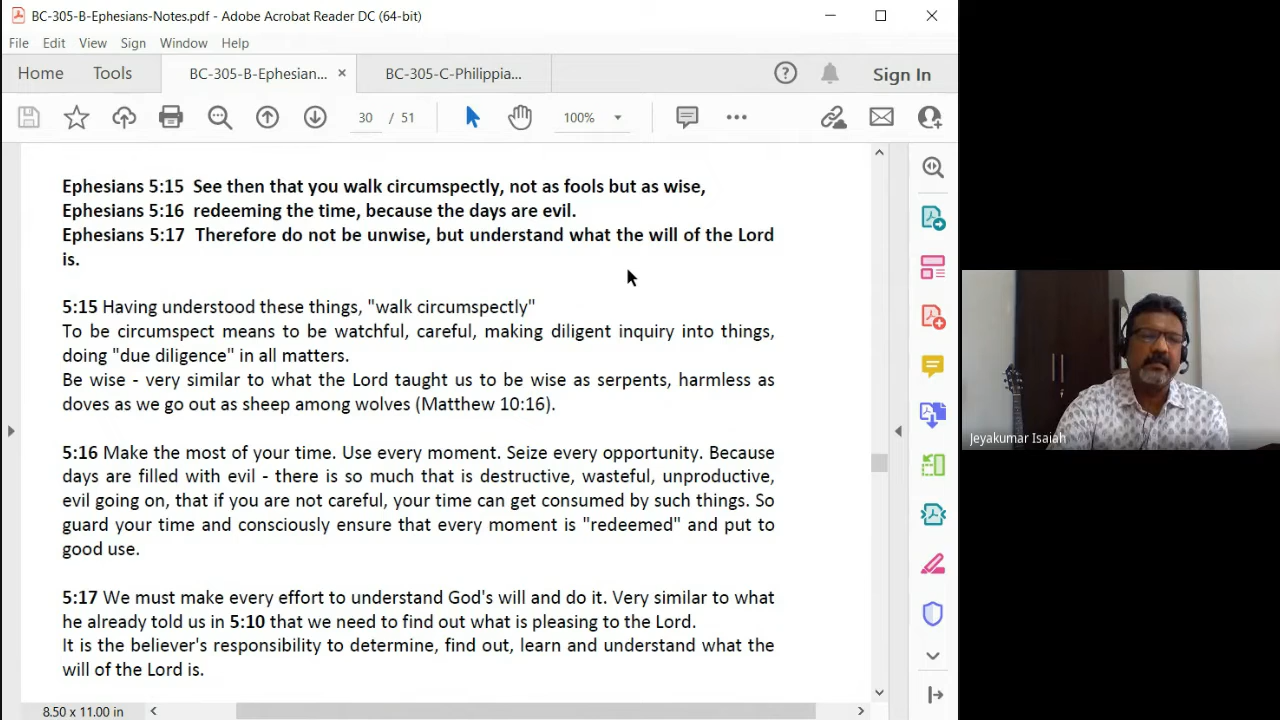 BC-305-B-Ephesians-Notes.pdf - Adobe Acrobat Reader DC (64-bit)
File Edit View Sign Window Help
Home Tools BC-305-B-Ephesian... × BC-305-C-Philippia... Sign In
30 / 51 100%
Ephesians 5:15 See then that you walk circumspectly, not as fools but as wise,
Ephesians 5:16 redeeming the time, because the days are evil.
Ephesians 5:17 Therefore do not be unwise, but understand what the will of the Lord
is.
5:15 Having understood these things, "walk circumspectly"
To be circumspect means to be watchful, careful, making diligent inquiry into things,
doing "due diligence" in all matters.
Be wise - very similar to what the Lord taught us to be wise as serpents, harmless as
doves as we go out as sheep among wolves (Matthew 10:16).
5:16 Make the most of your time. Use every moment. Seize every opportunity. Because
days are filled with evil - there is so much that is destructive, wasteful, unproductive,
evil going on, that if you are not careful, your time can get consumed by such things. So
guard your time and consciously ensure that every moment is "redeemed" and put to
good use.
5:17 We must make every effort to understand God's will and do it. Very similar to what
he already told us in 5:10 that we need to find out what is pleasing to the Lord.
It is the believer's responsibility to determine, find out, learn and understand what the
will of the Lord is.
8.50 x 11.00 in
Jeyakumar Isaiah